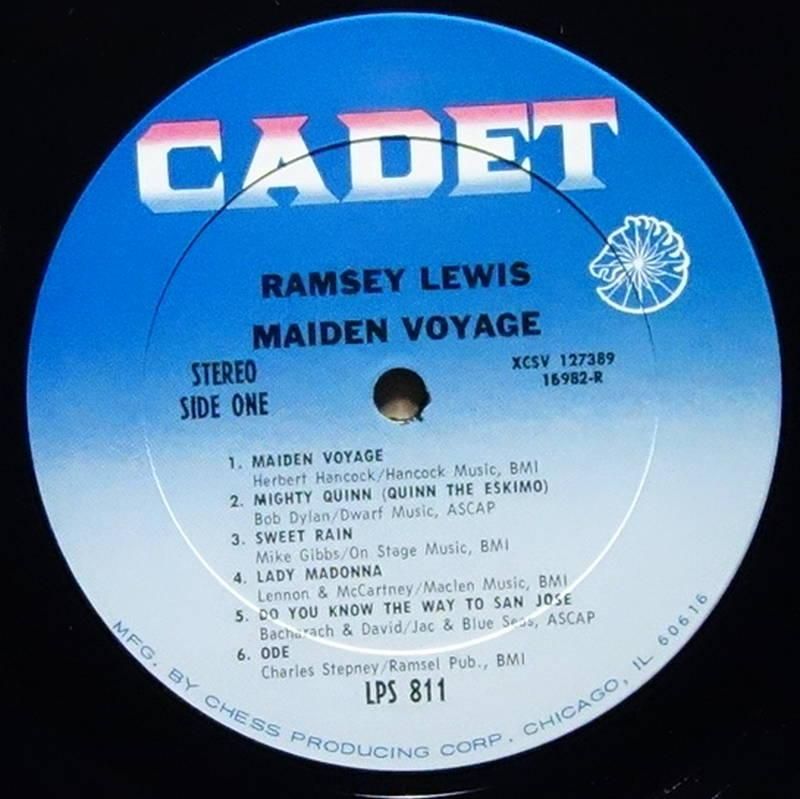 CADET
RAMSEY LEWIS
MAIDEN VOYAGE
STEREO
SIDE ONE
XCSV 127389
16982-R
1. MAIDEN VOYAGE
Herbert Hancock/Hancock Music, BMI
2. MIGHTY QUINN (QUINN THE ESKIMO)
Bob Dylan/Dwarf Music, ASCAP
3. SWEET RAIN
Mike Gibbs/On Stage Music, BMI
4. LADY MADONNA
Lennon & McCartney/Maclen Music, BMI
5. DO YOU KNOW THE WAY TO SAN JOSE
Bacharach & David/Jac & Blue Seas, ASCAP
6. ODE
Charles Stepney/Ramsel Pub., BMI
LPS 811
MFG. BY CHESS PRODUCING CORP. CHICAGO, IL 60616